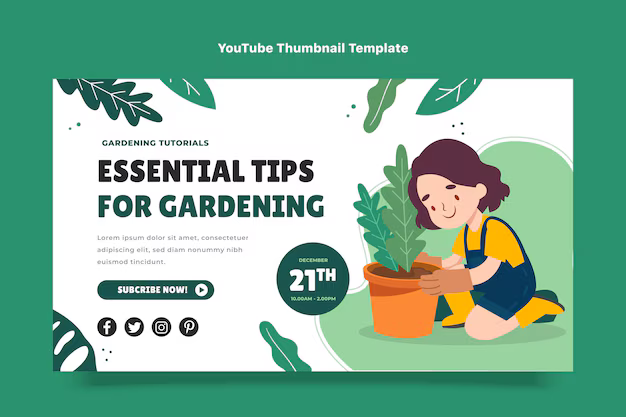 YouTube Thumbnail Template
GARDENING TUTORIALS
ESSENTIAL TIPS
FOR GARDENING
Lorem ipsum dolor sit amet, consectetuer
adipiscing elit, sed diam nonummy nibh
euismod tincidunt.
SUBCRIBE NOW!
DECEMBER
21TH
10.00AM - 2.00PM